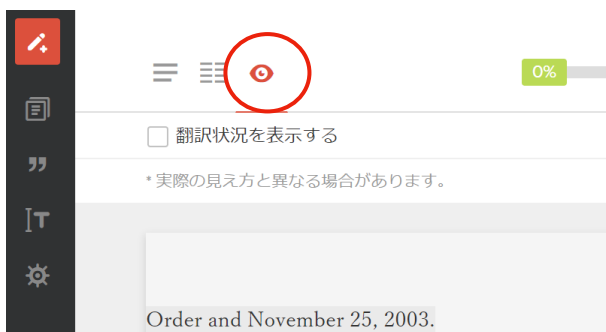 0%
翻訳状況を表示する
* 実際の見え方と異なる場合があります。
Order and November 25, 2003.